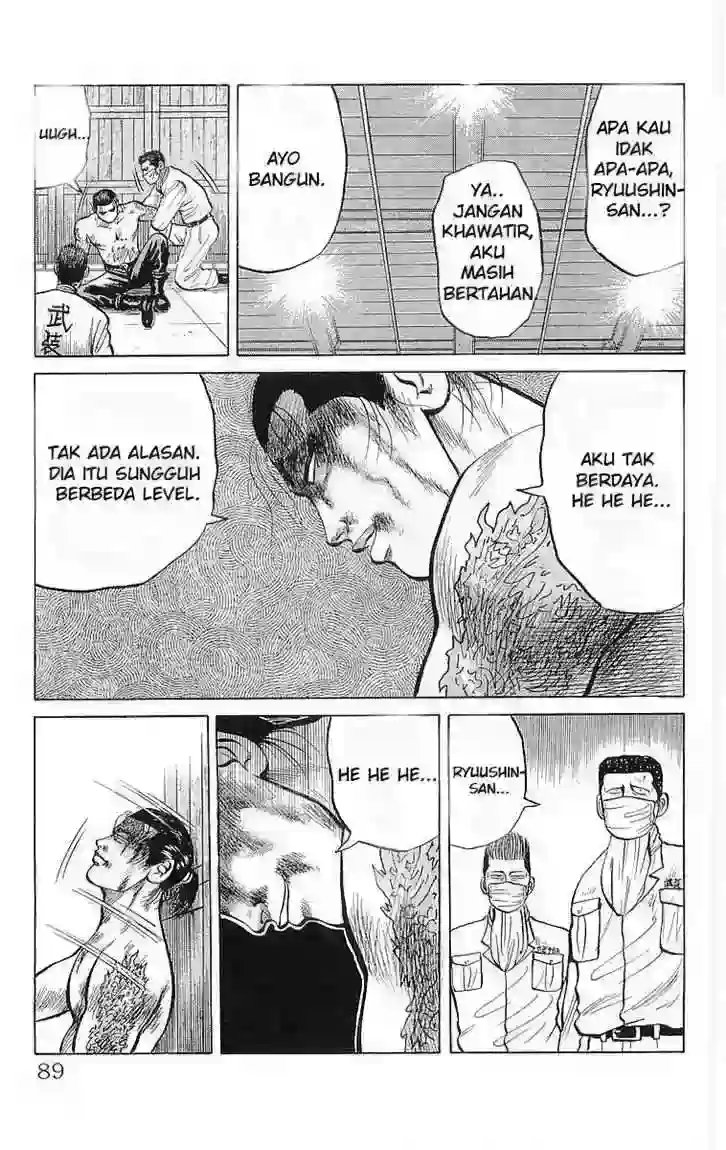 APA KAU
IDAK
APA-APA,
RYUUSHIN-
SAN...?
YA..
JANGAN
KHAWATIR,
AKU
MASIH
BERTAHAN.
AYO
BANGUN.
UUGH...
武装
AKU TAK
BERDAYA.
HE HE HE...
TAK ADA ALASAN.
DIA ITU SUNGGUH
BERBEDA LEVEL.
RYUUSHIN-
SAN...
HE HE HE...
89